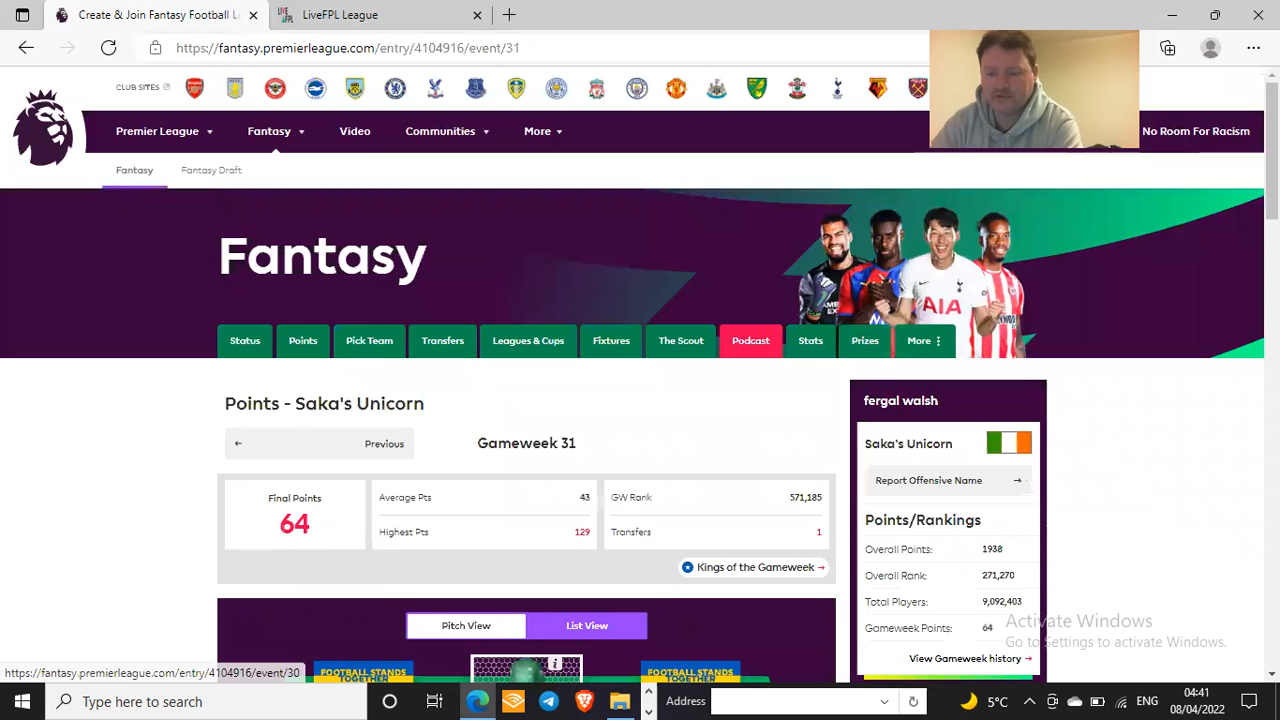 Create & Join Fantasy Football Le
LiveFPL League
https://fantasy.premierleague.com/entry/4104916/event/31
CLUB SITES
Premier League
Fantasy
Video
Communities
More
No Room For Racism
Fantasy
Fantasy Draft
Fantasy
AIA
Status
Points
Pick Team
Transfers
Leagues & Cups
Fixtures
The Scout
Podcast
Stats
Prizes
More
Points - Saka's Unicorn
Previous
Gameweek 31
Final Points
64
Average Pts 43
Highest Pts 129
GW Rank 571,185
Transfers 1
Kings of the Gameweek
Pitch View
List View
FOOTBALL STANDS
TOGETHER
FOOTBALL STANDS
TOGETHER
fergal walsh
Saka's Unicorn
Report Offensive Name
Points/Rankings
Overall Points: 1938
Overall Rank: 271,270
Total Players: 9,092,403
Gameweek Points: 64
View Gameweek history
Activate Windows
Go to Settings to activate Windows.
https://fantasy.premierleague.com/entry/4104916/event/30
Type here to search
Address
5°C
ENG
04:41
08/04/2022